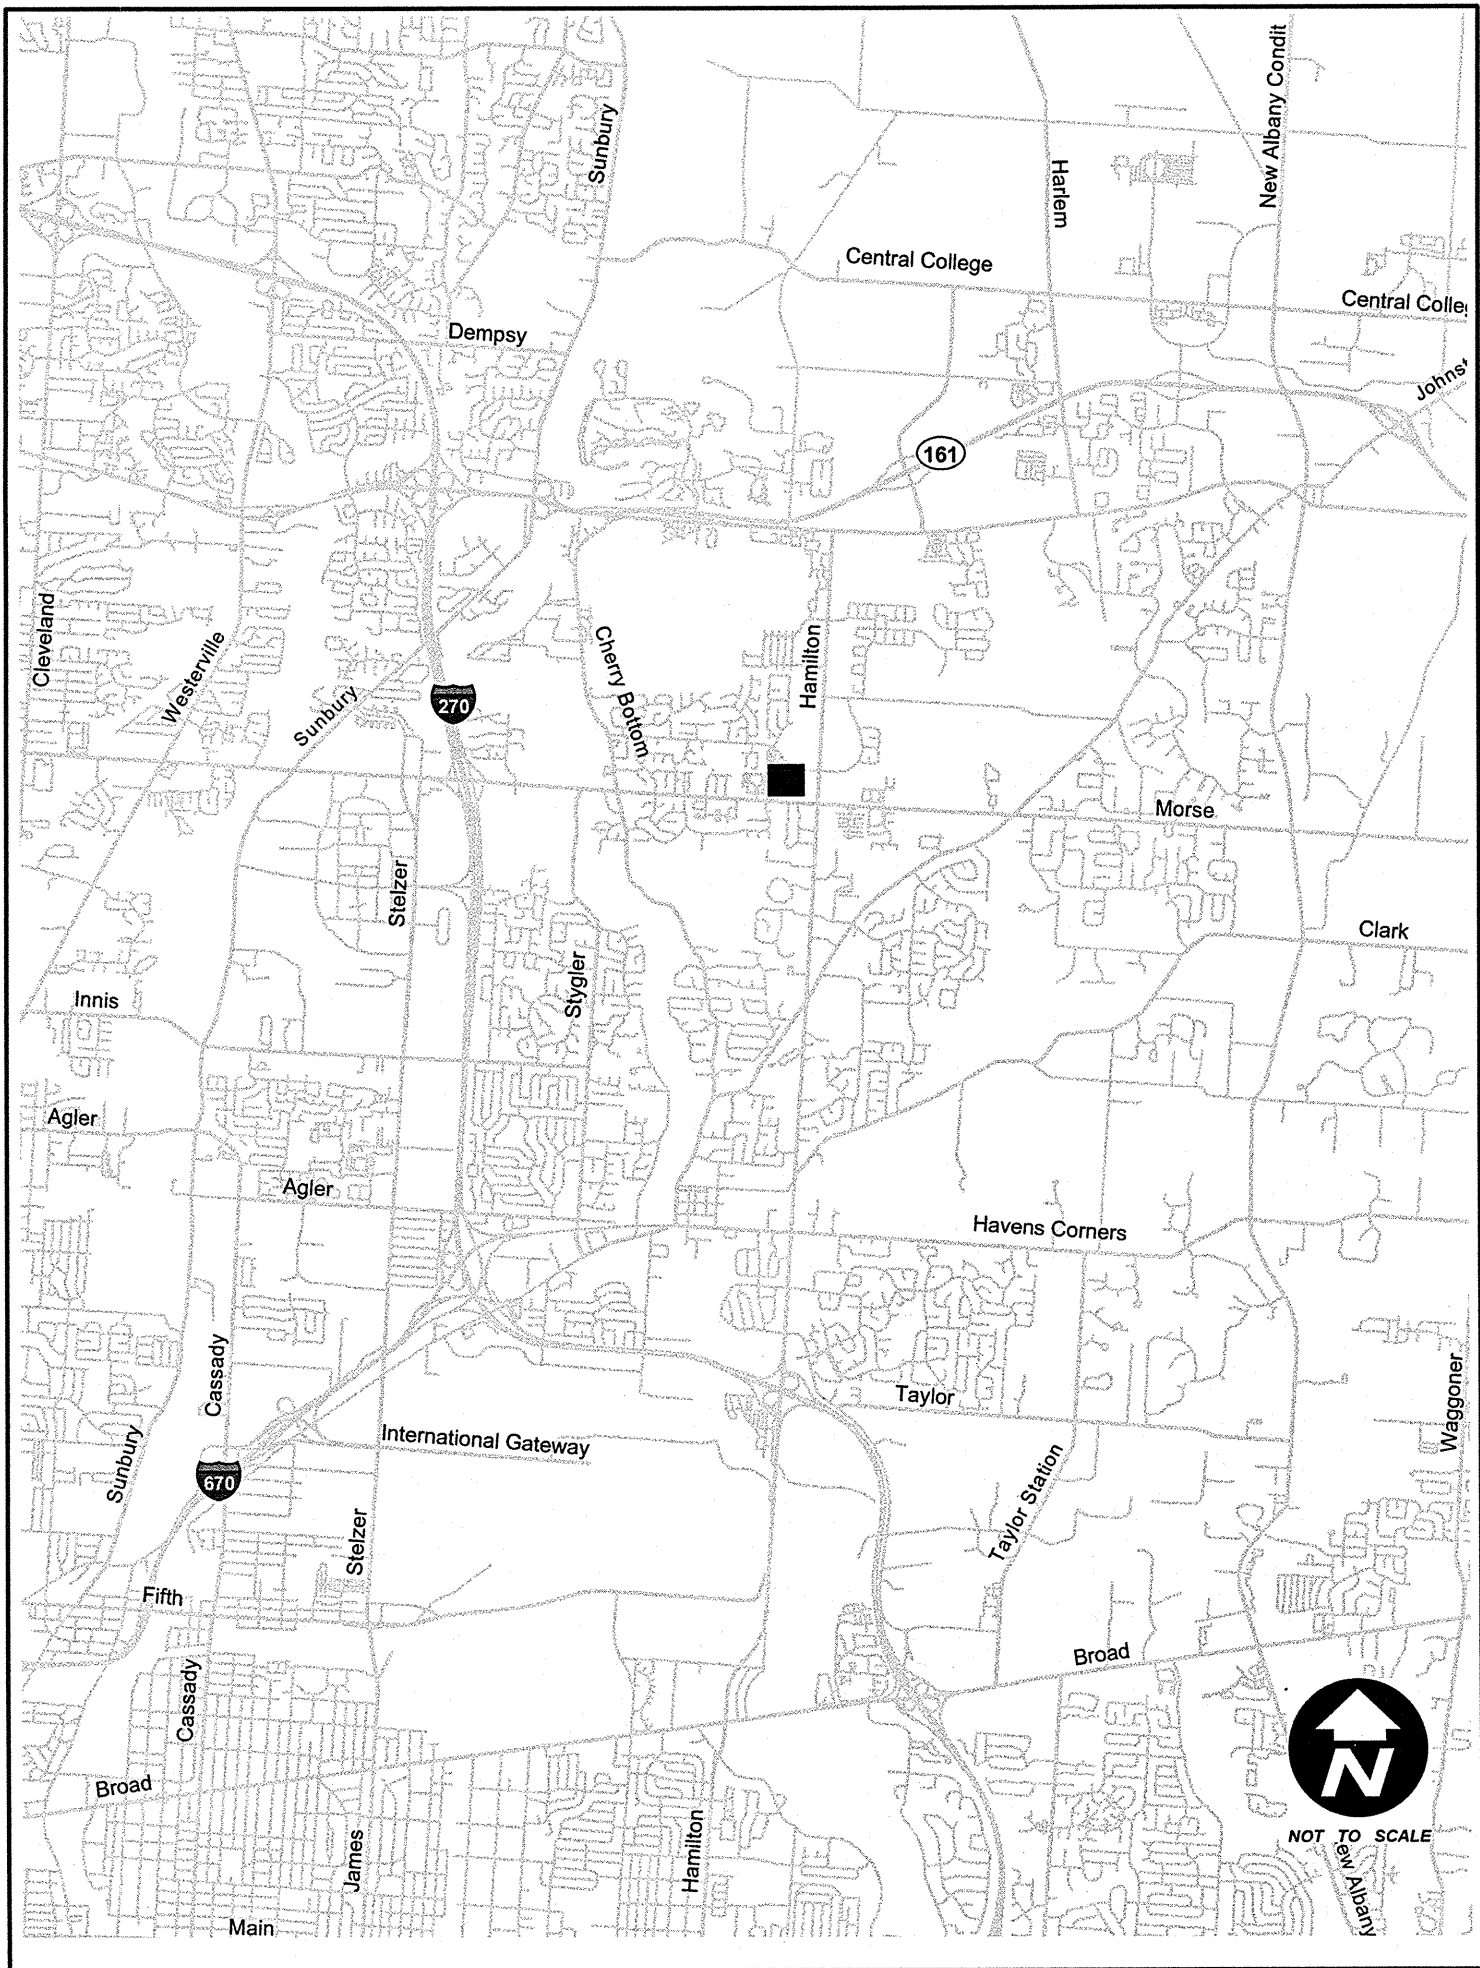 New Albany Condit
Sunbury
Harlem
Central College
Central Colle
Dempsy
Johnst
161
Cleveland
Westerville
Sunbury
270
Cherry Bottom
Hamilton
Morse
Stelzer
Clark
Stygler
Innis
Agler
Agler
Havens Corners
Cassady
Waggoner
Taylor
International Gateway
Sunbury
670
Taylor Station
Stelzer
Fifth
Broad
Cassady
N
Broad
NOT TO SCALE
James
Hamilton
ew Albany
Main